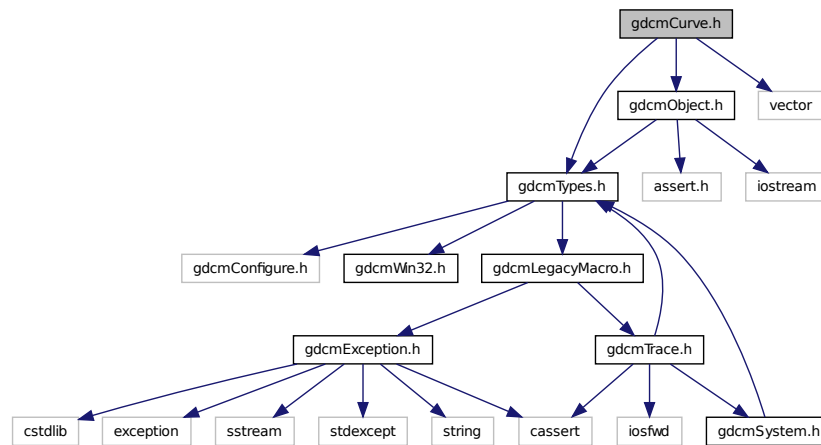 gdcmCurve.h
gdcmObject.h
vector
gdcmTypes.h
assert.h
iostream
gdcmConfigure.h
gdcmWin32.h
gdcmLegacyMacro.h
gdcmException.h
gdcmTrace.h
cstdlib
exception
sstream
stdexcept
string
cassert
iosfwd
gdcmSystem.h